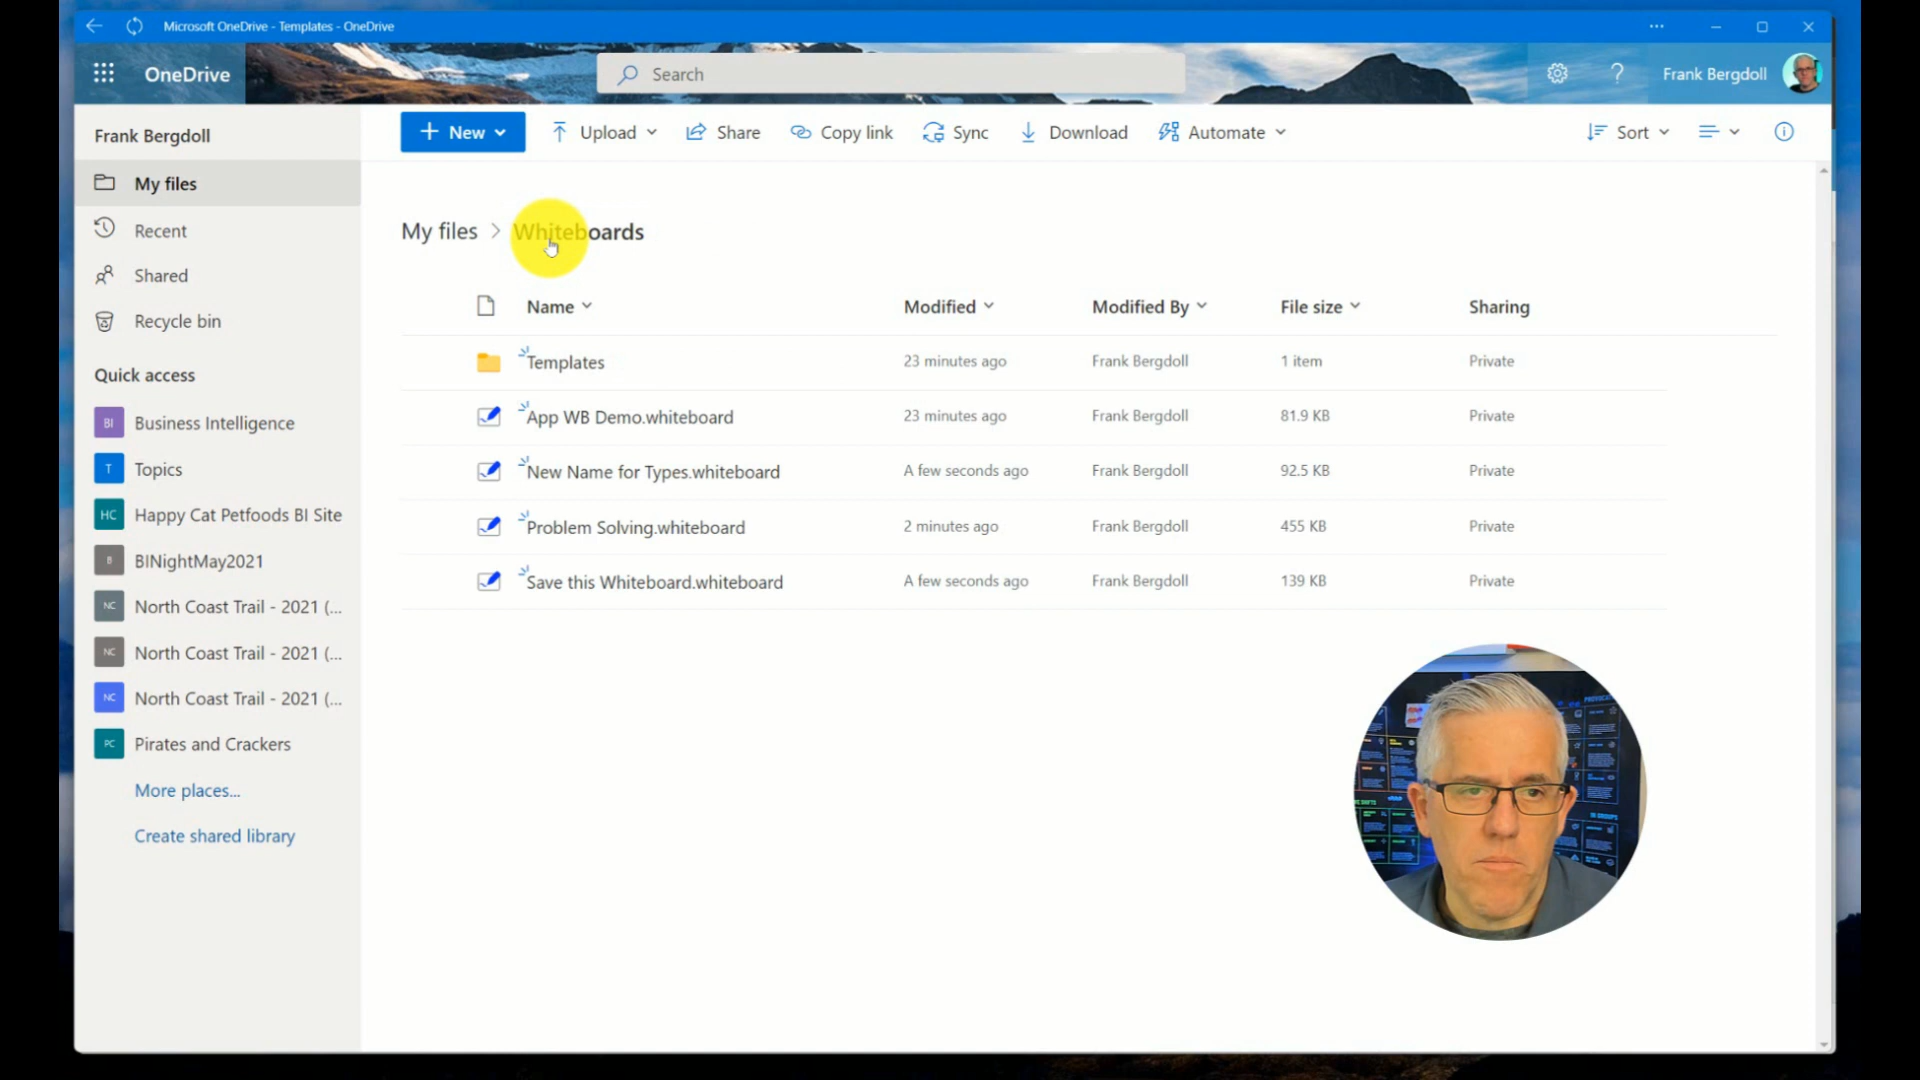 Microsoft OneDrive - Templates - OneDrive
OneDrive
Search
Frank Bergdoll
Frank Bergdoll
New
Upload
Share
Copy link
Sync
Download
Automate
Sort
My files
Recent
Shared
Recycle bin
Quick access
BI Business Intelligence
T Topics
HC Happy Cat Petfoods BI Site
B BINightMay2021
NC North Coast Trail - 2021 (...
NC North Coast Trail - 2021 (...
NC North Coast Trail - 2021 (...
PC Pirates and Crackers
More places...
Create shared library
My files > Whiteboards
Name Modified Modified By File size Sharing
Templates 23 minutes ago Frank Bergdoll 1 item Private
App WB Demo.whiteboard 23 minutes ago Frank Bergdoll 81.9 KB Private
New Name for Types.whiteboard A few seconds ago Frank Bergdoll 92.5 KB Private
Problem Solving.whiteboard 2 minutes ago Frank Bergdoll 455 KB Private
Save this Whiteboard.whiteboard A few seconds ago Frank Bergdoll 139 KB Private
IN GROUPS